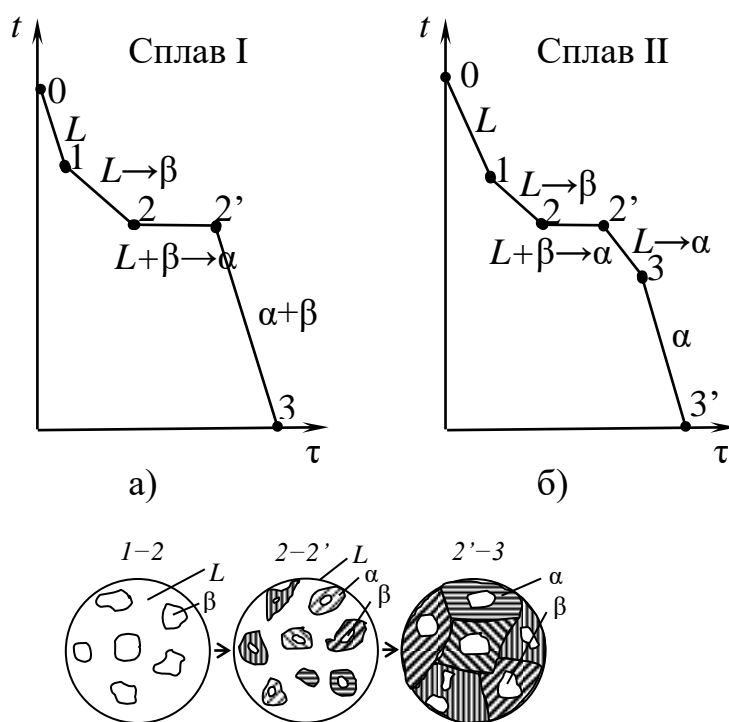 t
Сплав I
0
L
1
L→β
2
2’
L+β→α
α+β
3
τ
а)
t
Сплав II
0
L
1
L→β
2
2’
L→α
L+β→α
3
α
3’
τ
б)
1−2
L
β
2−2’
L
α
β
2’−3
α
β